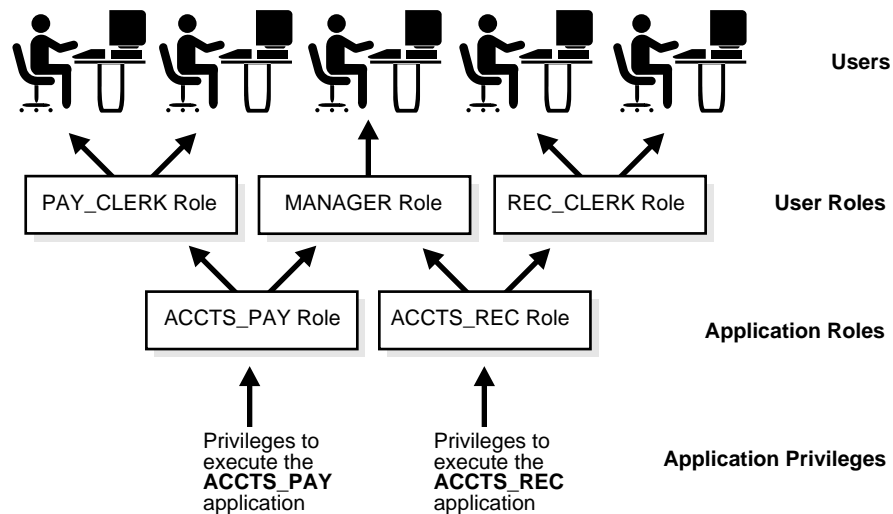 Users
PAY_CLERK Role
MANAGER Role
REC_CLERK Role
User Roles
ACCTS_PAY Role
ACCTS_REC Role
Application Roles
Privileges to
execute the
ACCTS_PAY
application
Privileges to
execute the
ACCTS_REC
application
Application Privileges